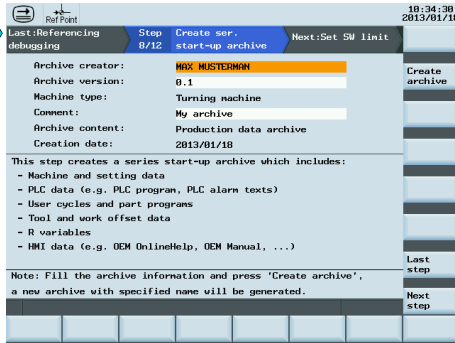 Ref Point
10:34:30
2013/01/18
Last:Referencing debugging
Step 8/12
Create ser. start-up archive
Next:Set SW limit
Archive creator: MAX MUSTERMAN
Archive version: 0.1
Machine type: Turning machine
Comment: My archive
Archive content: Production data archive
Creation date: 2013/01/18
This step creates a series start-up archive which includes:
- Machine and setting data
- PLC data (e.g. PLC program, PLC alarm texts)
- User cycles and part programs
- Tool and work offset data
- R variables
- HMI data (e.g. OEM OnlineHelp, OEM Manual, ...)
Note: Fill the archive information and press 'Create archive',
a new archive with specified name will be generated.
Create archive
Last step
Next step